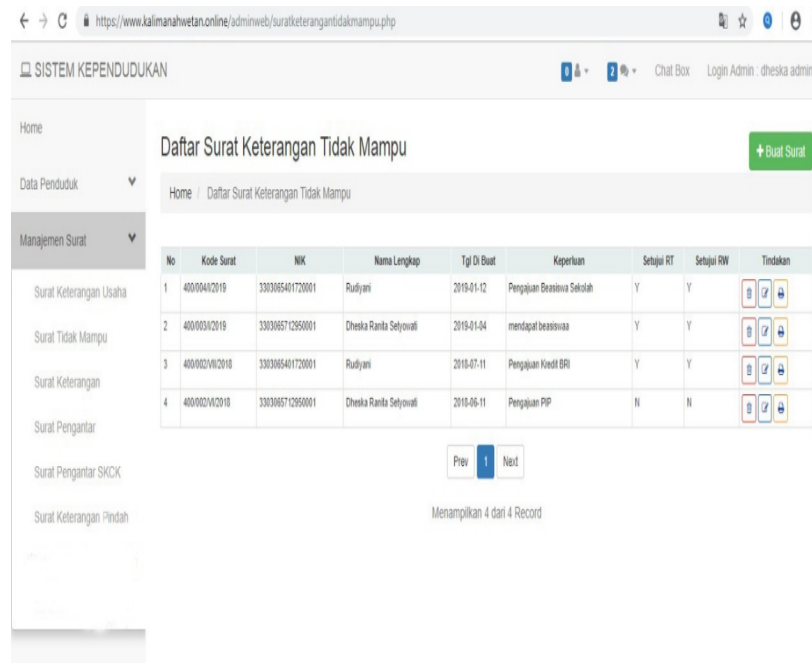 https://www.kalimanahwetan.online/adminweb/suratketerangantidakmampu.php
SISTEM KEPENDUDUKAN
0 2 Chat Box Login Admin : dheska admin
Home
Data Penduduk
Manajemen Surat
Surat Keterangan Usaha
Surat Tidak Mampu
Surat Keterangan
Surat Pengantar
Surat Pengantar SKCK
Surat Keterangan Pindah
Daftar Surat Keterangan Tidak Mampu
+ Buat Surat
Home / Daftar Surat Keterangan Tidak Mampu
No Kode Surat NIK Nama Lengkap Tgl Di Buat Keperluan Setujui RT Setujui RW Tindakan
1 400/004/I/2019 3303065401720001 Rudiyani 2019-01-12 Pengajuan Beasiswa Sekolah Y Y
2 400/003/I/2019 3303065712950001 Dheska Ranita Setyowati 2019-01-04 mendapat beasiswaa Y Y
3 400/002/VII/2018 3303065401720001 Rudiyani 2018-07-11 Pengajuan Kredit BRI Y Y
4 400/002/VI/2018 3303065712950001 Dheska Ranita Setyowati 2018-06-11 Pengajuan PIP N N
Prev 1 Next
Menampilkan 4 dari 4 Record